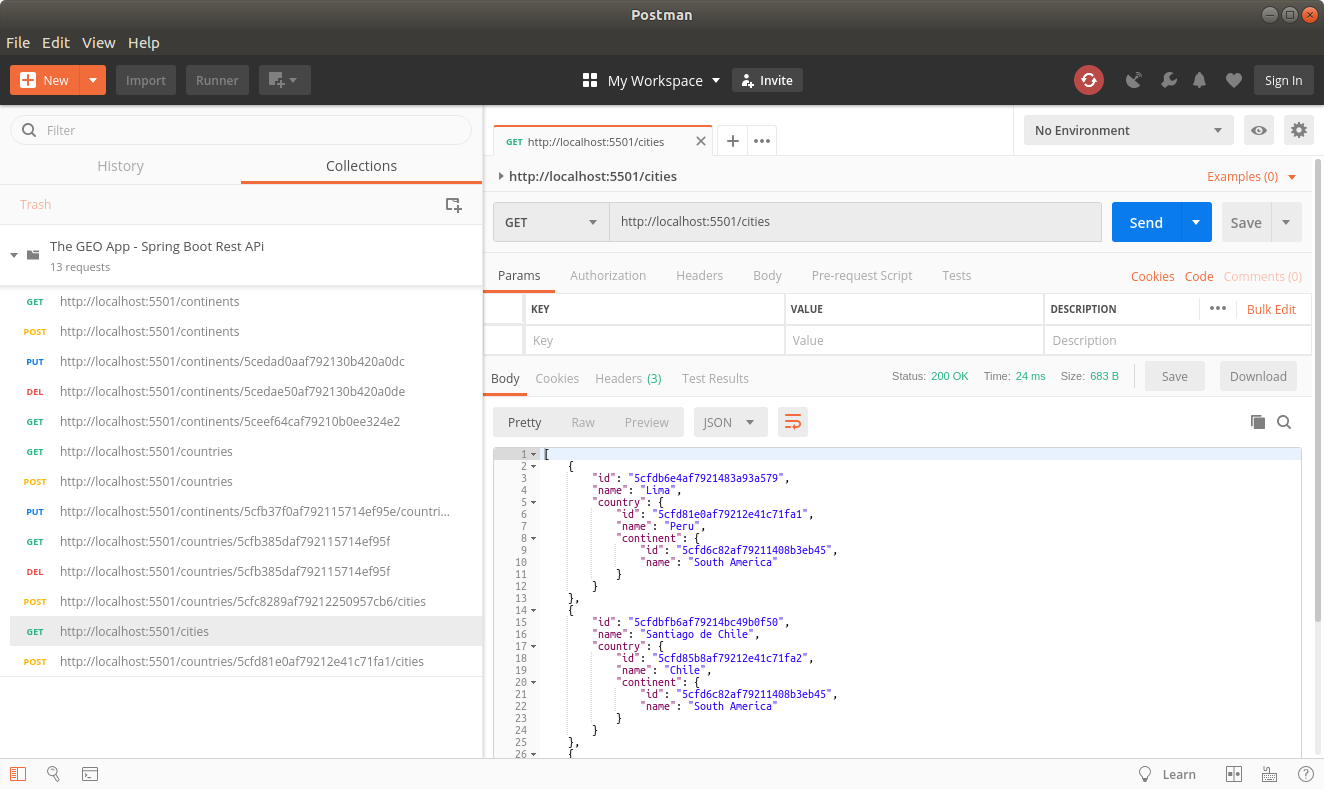 Postman
File Edit View Help
New Import Runner My Workspace Invite Sign In
Filter
History Collections
Trash
The GEO App - Spring Boot Rest APi
13 requests
GET http://localhost:5501/continents
POST http://localhost:5501/continents
PUT http://localhost:5501/continents/5cedad0aaf792130b420a0dc
DEL http://localhost:5501/continents/5cedae50af792130b420a0de
GET http://localhost:5501/continents/5ceef64caf79210b0ee324e2
GET http://localhost:5501/countries
POST http://localhost:5501/countries
PUT http://localhost:5501/continents/5cfb37f0af792115714ef95e/countri...
GET http://localhost:5501/countries/5cfb385daf792115714ef95f
DEL http://localhost:5501/countries/5cfb385daf792115714ef95f
POST http://localhost:5501/countries/5cfc8289af79212250957cb6/cities
GET http://localhost:5501/cities
POST http://localhost:5501/countries/5cfd81e0af79212e41c71fa1/cities
GET http://localhost:5501/cities
No Environment
http://localhost:5501/cities Examples (0)
GET http://localhost:5501/cities Send Save
Params Authorization Headers Body Pre-request Script Tests Cookies Code Comments (0)
KEY VALUE DESCRIPTION Bulk Edit
Key Value Description
Body Cookies Headers (3) Test Results Status: 200 OK Time: 24 ms Size: 683 B Save Download
Pretty Raw Preview JSON
1 [
2 {
3 "id": "5cfdb6e4af7921483a93a579",
4 "name": "Lima",
5 "country": {
6 "id": "5cfd81e0af79212e41c71fa1",
7 "name": "Peru",
8 "continent": {
9 "id": "5cfd6c82af79211408b3eb45",
10 "name": "South America"
11 }
12 }
13 },
14 {
15 "id": "5cfdbfb6af79214bc49b0f50",
16 "name": "Santiago de Chile",
17 "country": {
18 "id": "5cfd85b8af79212e41c71fa2",
19 "name": "Chile",
20 "continent": {
21 "id": "5cfd6c82af79211408b3eb45",
22 "name": "South America"
23 }
24 }
25 },
26 {
Learn